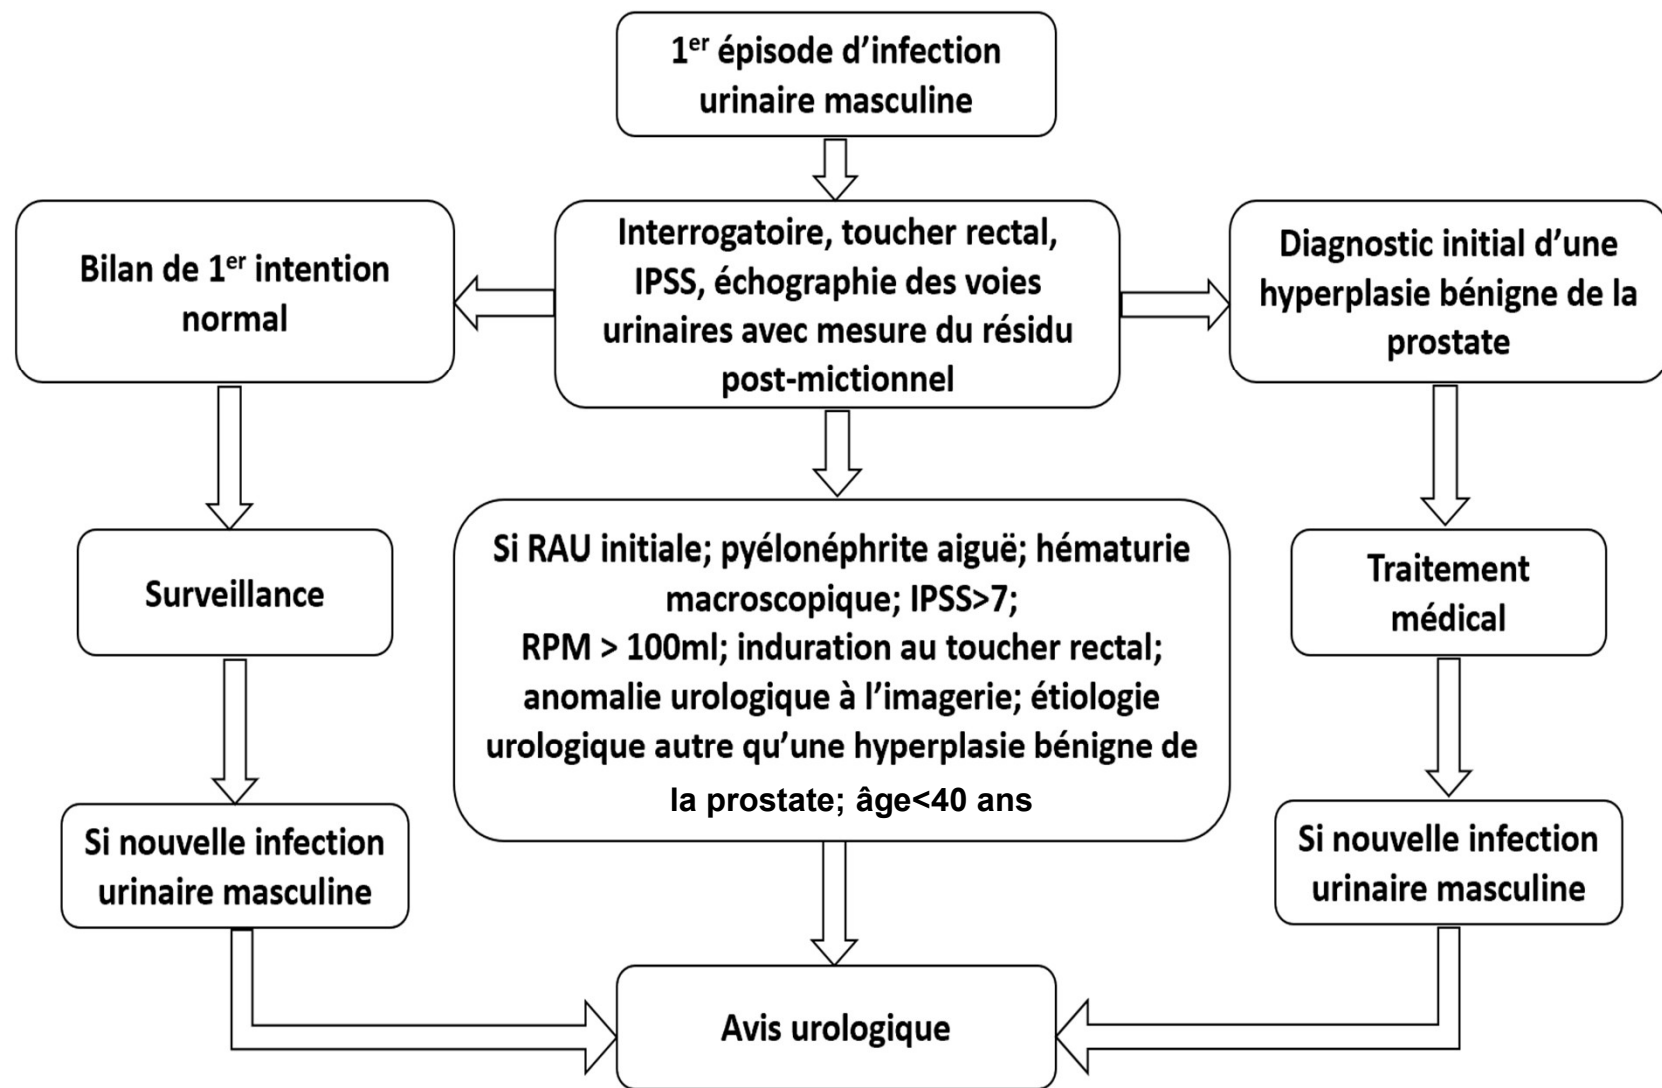 1er épisode d’infection
urinaire masculine
Bilan de 1er intention
normal
Interrogatoire, toucher rectal,
IPSS, échographie des voies
urinaires avec mesure du résidu
post-mictionnel
Diagnostic initial d’une
hyperplasie bénigne de la
prostate
Surveillance
Si RAU initiale; pyélonéphrite aiguë; hématurie
macroscopique; IPSS>7;
RPM > 100ml; induration au toucher rectal;
anomalie urologique à l’imagerie; étiologie
urologique autre qu’une hyperplasie bénigne de
la prostate; âge<40 ans
Traitement
médical
Si nouvelle infection
urinaire masculine
Si nouvelle infection
urinaire masculine
Avis urologique